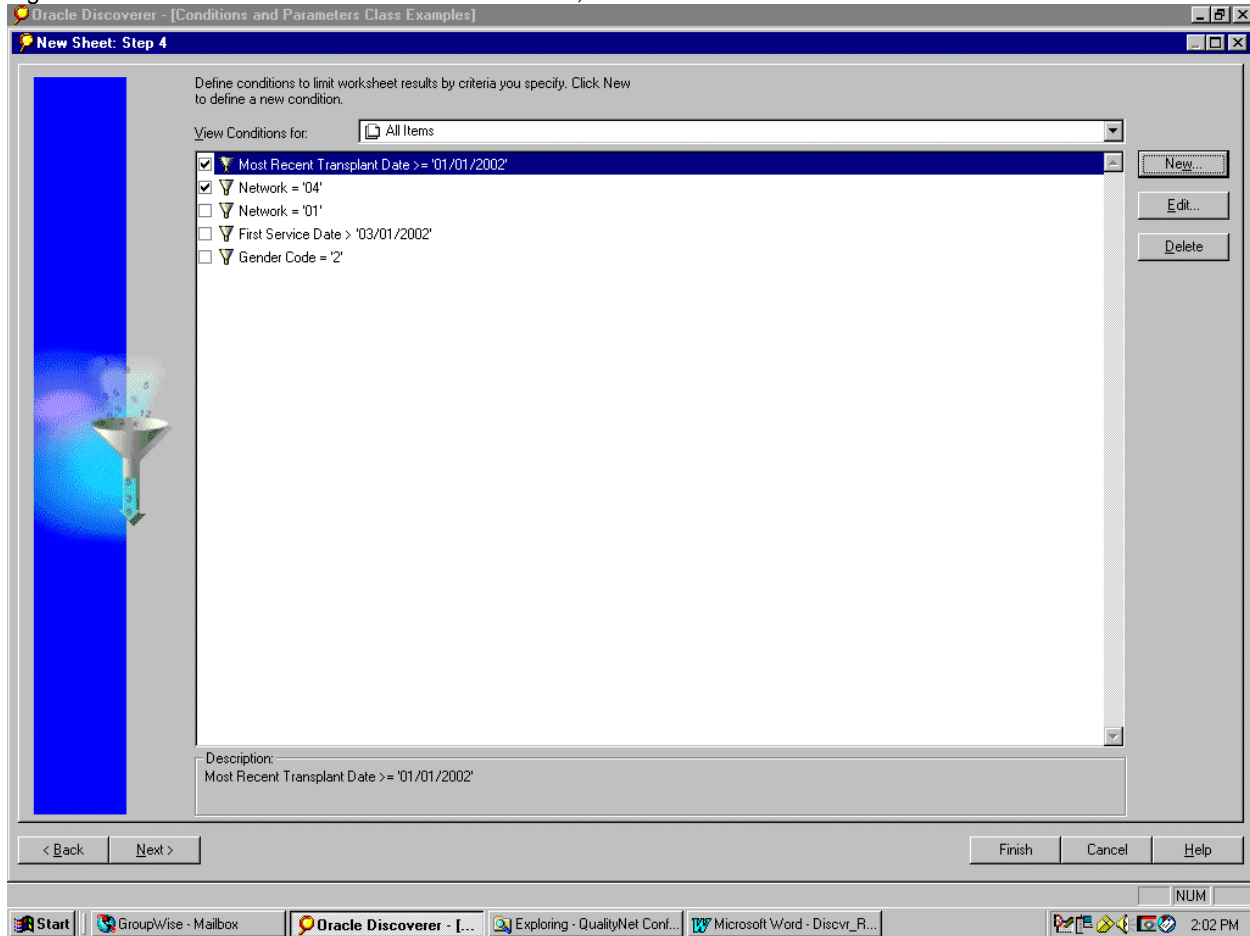 Oracle Discoverer - [Conditions and Parameters Class Examples]
New Sheet: Step 4
Define conditions to limit worksheet results by criteria you specify. Click New
to define a new condition.
View Conditions for:
All Items
Most Recent Transplant Date >= '01/01/2002'
Network = '04'
Network = '01'
First Service Date > '03/01/2002'
Gender Code = '2'
New...
Edit...
Delete
Description:
Most Recent Transplant Date >= '01/01/2002'
< Back
Next >
Finish
Cancel
Help
NUM
Start
GroupWise - Mailbox
Oracle Discoverer - [...
Exploring - QualityNet Conf...
Microsoft Word - Discvr_R...
2:02 PM